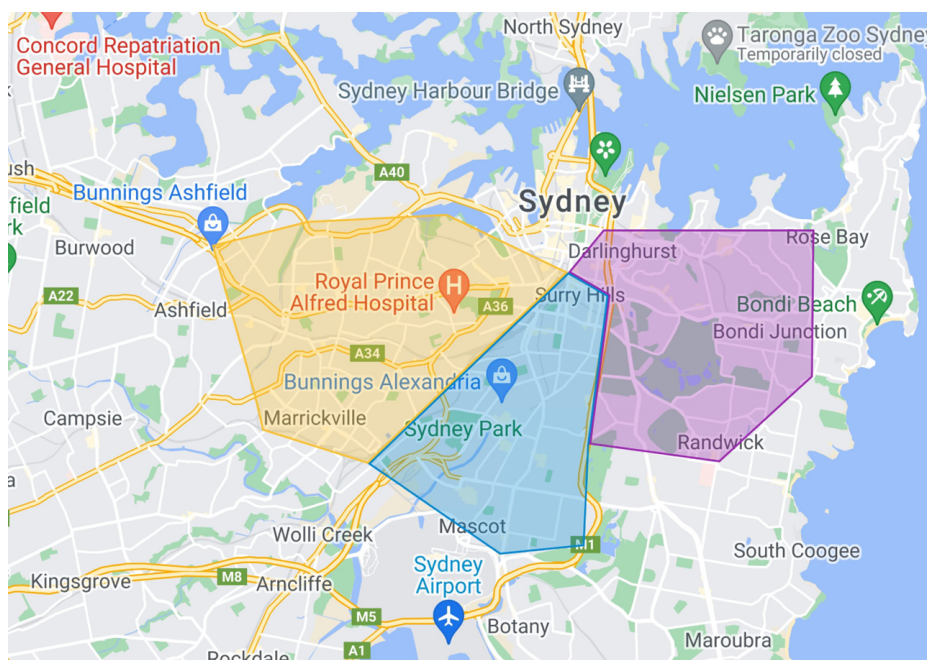 North Sydney
Taronga Zoo Sydney
Temporarily closed
Concord Repatriation
General Hospital
Sydney Harbour Bridge
Nielsen Park
ush
A40
Bunnings Ashfield
field
rk
Sydney
Burwood
Darlinghurst
Rose Bay
Royal Prince
Alfred Hospital
A22
A36
Surry Hills
Ashfield
Bondi Beach
Bondi Junction
A34
Bunnings Alexandria
Campsie
Marrickville
Sydney Park
Randwick
a
Mascot
Wolli Creek
M1
South Coogee
Sydney
Airport
Kingsgrove
M8
Arncliffe
M5
Botany
Maroubra
A1
Rockdale